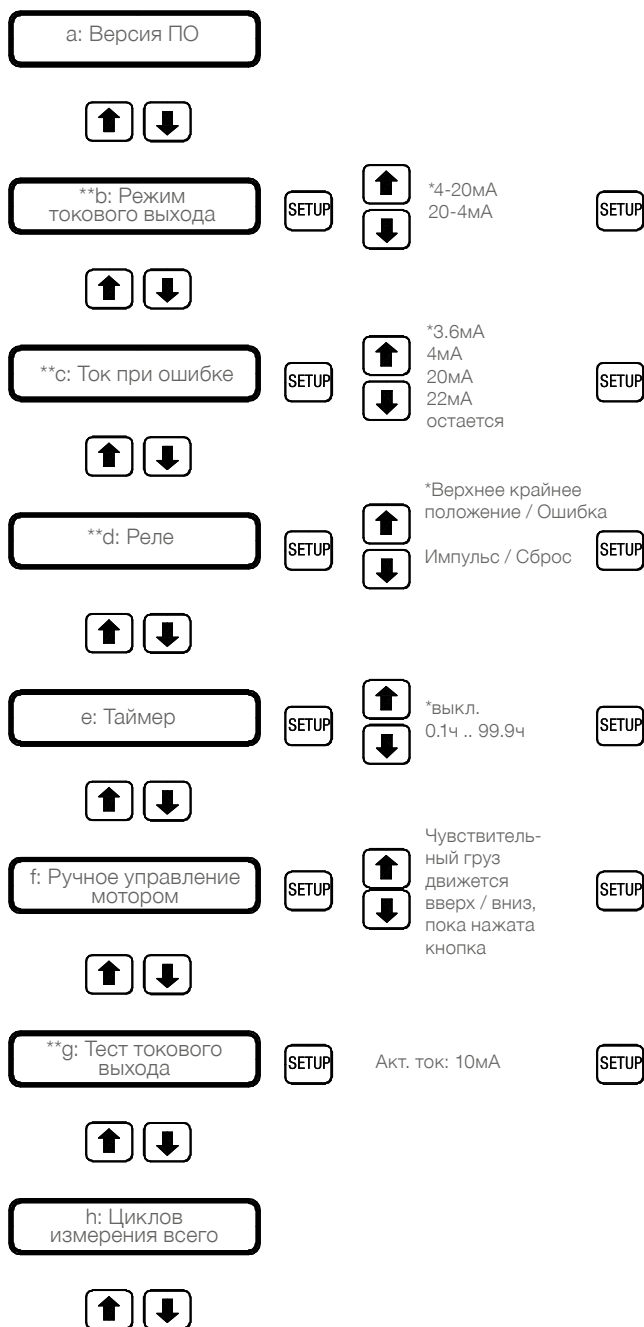 a: Версия ПО
**b: Режим
токового выхода
SETUP
*4-20мА
20-4мА
SETUP
**c: Ток при ошибке
SETUP
*3.6мА
4мА
20мА
22мА
остается
SETUP
**d: Реле
SETUP
*Верхнее крайнее
положение / Ошибка
Импульс / Сброс
SETUP
e: Таймер
SETUP
*выкл.
0.1ч .. 99.9ч
SETUP
f: Ручное управление
мотором
SETUP
Чувствитель-
ный груз
движется
вверх / вниз,
пока нажата
кнопка
SETUP
**g: Тест токового
выхода
SETUP
Акт. ток: 10мА
SETUP
h: Циклов
измерения всего